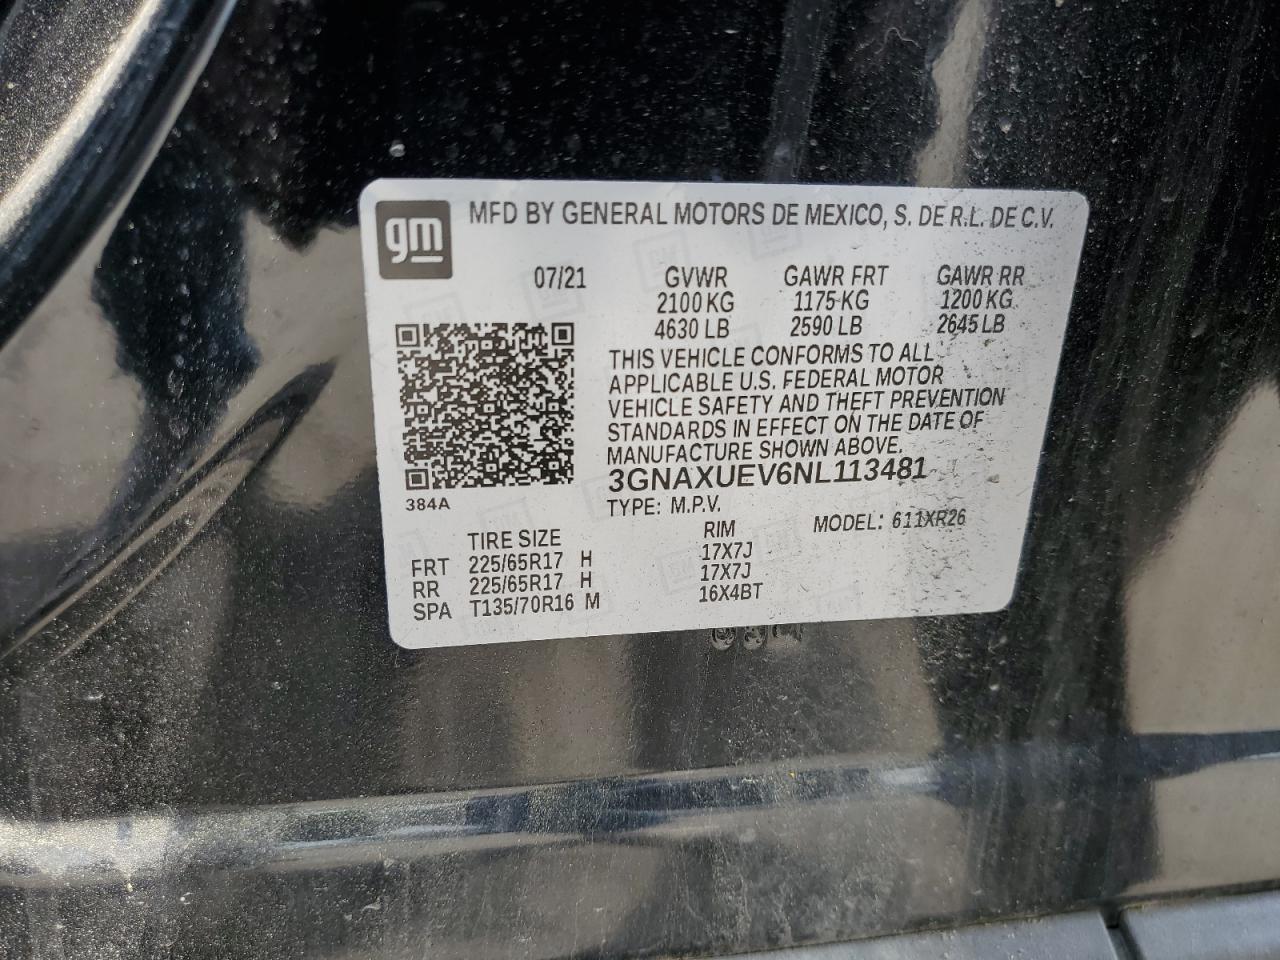 gm
MFD BY GENERAL MOTORS DE MEXICO, S. DE R.L. DE C.V.
07/21 GVWR GAWR FRT GAWR RR
2100 KG 1175 KG 1200 KG
4630 LB 2590 LB 2645 LB
THIS VEHICLE CONFORMS TO ALL
APPLICABLE U.S. FEDERAL MOTOR
VEHICLE SAFETY AND THEFT PREVENTION
STANDARDS IN EFFECT ON THE DATE OF
MANUFACTURE SHOWN ABOVE.
3GNAXUEV6NL113481
384A
TYPE: M.P.V. MODEL: 611XR26
TIRE SIZE RIM
FRT 225/65R17 H 17X7J
RR 225/65R17 H 17X7J
SPA T135/70R16 M 16X4BT